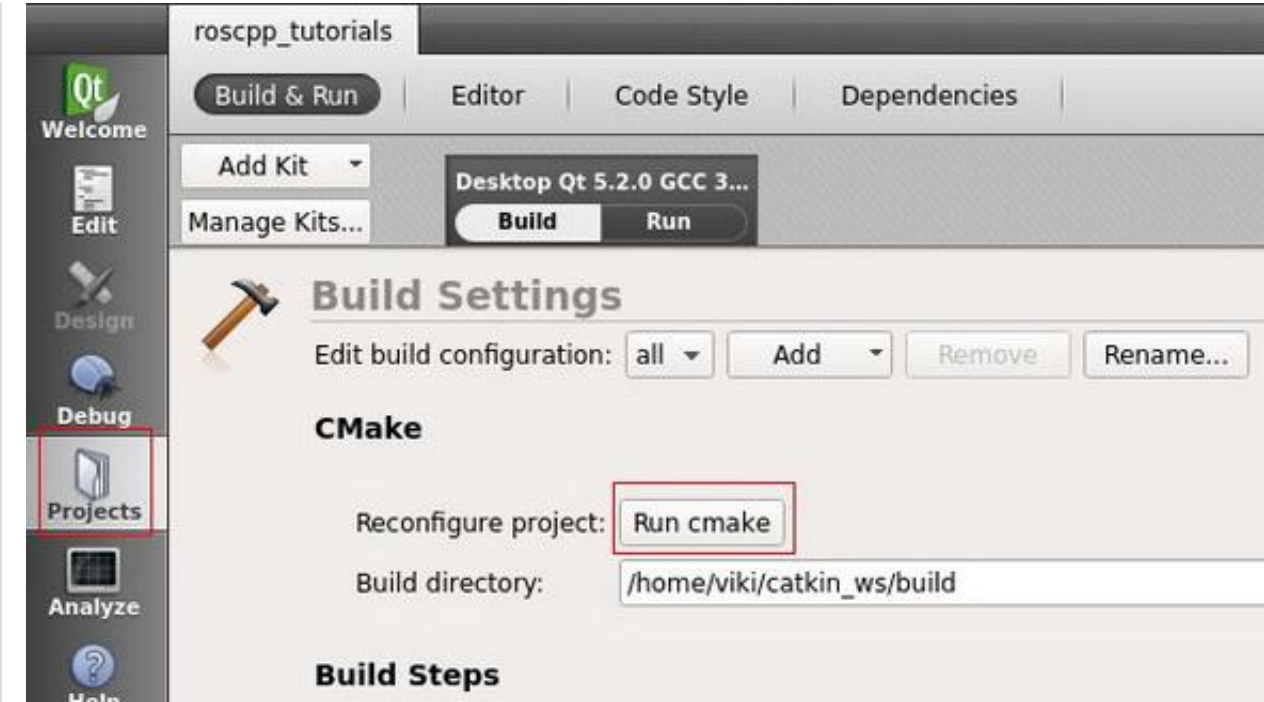 roscpp_tutorials
Qt
Welcome
Edit
Design
Debug
Projects
Analyze
Help
Build & Run Editor Code Style Dependencies
Add Kit
Manage Kits...
Desktop Qt 5.2.0 GCC 3...
Build Run
Build Settings
Edit build configuration: all Add Remove Rename...
CMake
Reconfigure project: Run cmake
Build directory: /home/viki/catkin_ws/build
Build Steps